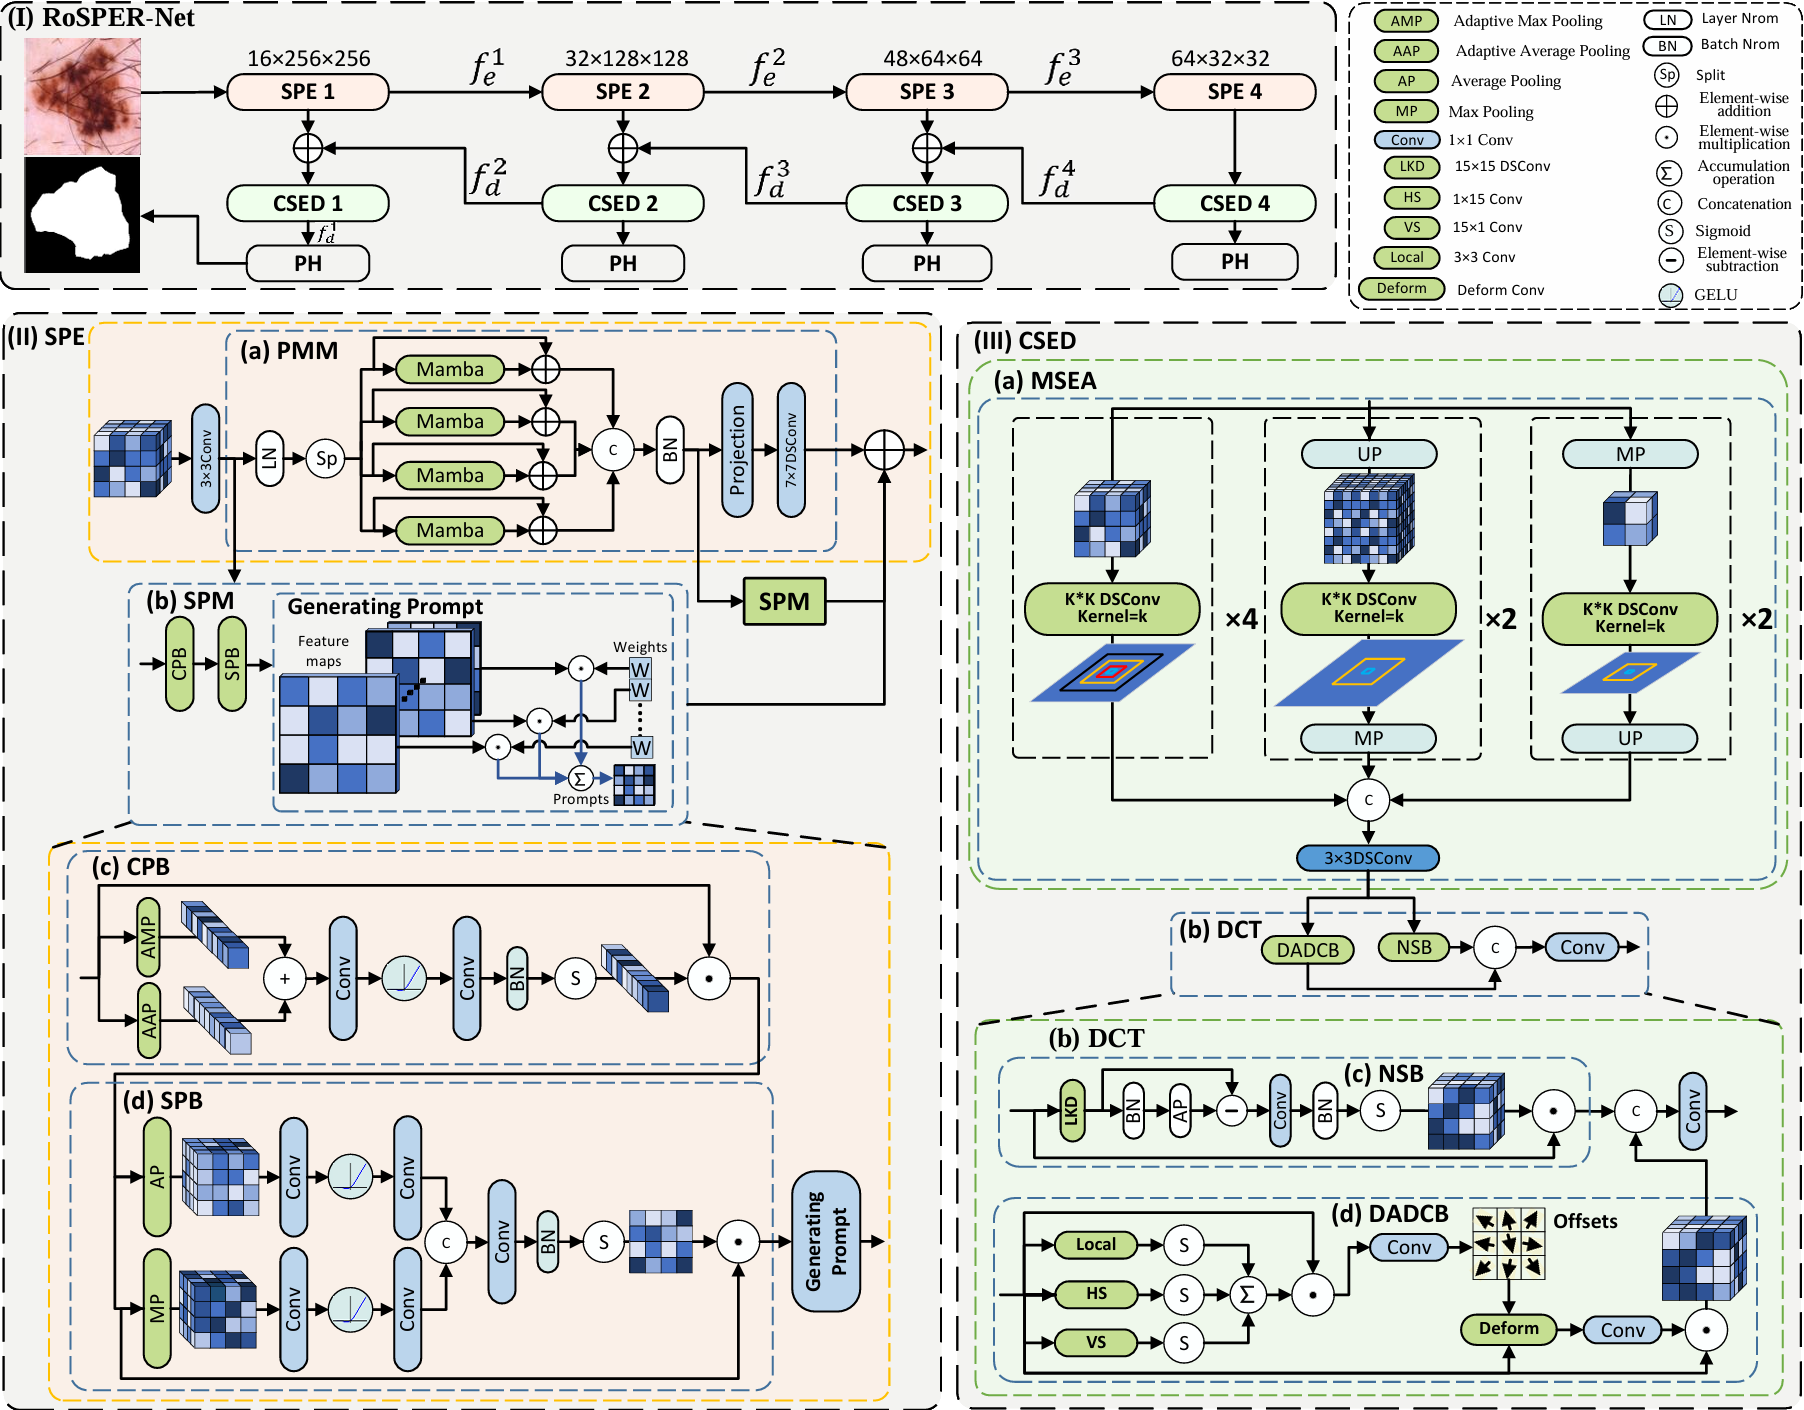 (I) RoSPER-Net
16×256×256
32×128×128
48×64×64
64×32×32
f_e^1
f_e^2
f_e^3
SPE 1
SPE 2
SPE 3
SPE 4
f_d^2
f_d^3
f_d^4
CSED 1
CSED 2
CSED 3
CSED 4
f_d^1
PH
PH
PH
PH
AMP Adaptive Max Pooling
AAP Adaptive Average Pooling
AP Average Pooling
MP Max Pooling
Conv 1×1 Conv
LKD 15×15 DSConv
HS 1×15 Conv
VS 15×1 Conv
Local 3×3 Conv
Deform Deform Conv
LN Layer Nrom
BN Batch Nrom
Sp Split
Element-wise
addition
Element-wise
multiplication
Σ Accumulation
operation
C Concatenation
S Sigmoid
Element-wise
subtraction
GELU
(II) SPE
(a) PMM
3×3Conv
LN
Sp
Mamba
Mamba
Mamba
Mamba
C
BN
Projection
7×7DSConv
SPM
(b) SPM
CPB
SPB
Generating Prompt
Feature
maps
Weights
W
W
W
Σ
Prompts
(c) CPB
AMP
AAP
+
Conv
Conv
BN
S
(d) SPB
AP
MP
Conv
Conv
Conv
Conv
C
Conv
BN
S
Generating
Prompt
(III) CSED
(a) MSEA
UP
MP
K*K DSConv
Kernel=k
×4
K*K DSConv
Kernel=k
×2
K*K DSConv
Kernel=k
×2
MP
UP
C
3×3DSConv
(b) DCT
DADCB
NSB
C
Conv
(b) DCT
(c) NSB
LKD
BN
AP
Conv
BN
S
C
Conv
(d) DADCB
Local
HS
VS
S
S
S
Σ
Conv
Offsets
Deform
Conv